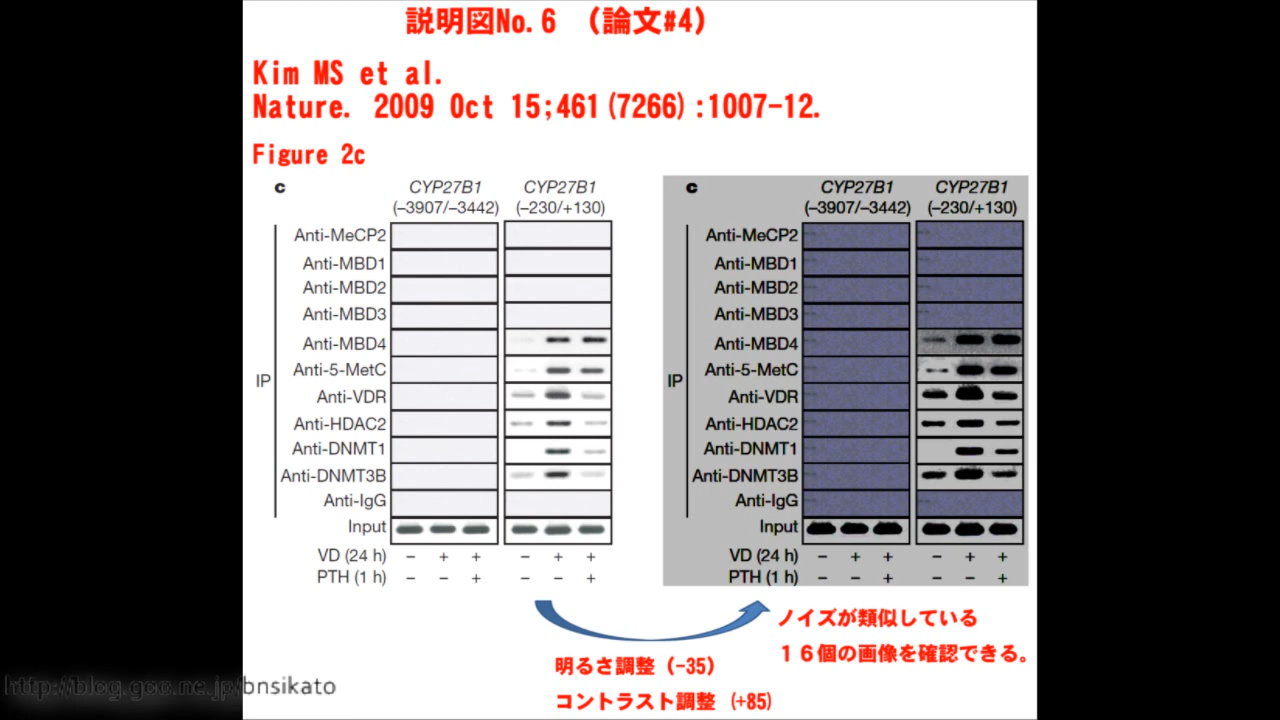 説明図No.6 （論文#4）
Kim MS et al.
Nature. 2009 Oct 15;461(7266):1007-12.
Figure 2c
c
CYP27B1 CYP27B1
(–3907/–3442) (–230/+130)
IP
Anti-MeCP2
Anti-MBD1
Anti-MBD2
Anti-MBD3
Anti-MBD4
Anti-5-MetC
Anti-VDR
Anti-HDAC2
Anti-DNMT1
Anti-DNMT3B
Anti-IgG
Input
VD (24 h) – + + – + +
PTH (1 h) – – + – – +
c
CYP27B1 CYP27B1
(–3907/–3442) (–230/+130)
IP
Anti-MeCP2
Anti-MBD1
Anti-MBD2
Anti-MBD3
Anti-MBD4
Anti-5-MetC
Anti-VDR
Anti-HDAC2
Anti-DNMT1
Anti-DNMT3B
Anti-IgG
Input
VD (24 h) – + + – + +
PTH (1 h) – – + – – +
ノイズが類似している
１６個の画像を確認できる。
明るさ調整（-35）
コントラスト調整 (+85)
http://blog.goo.ne.jp/bnsikato